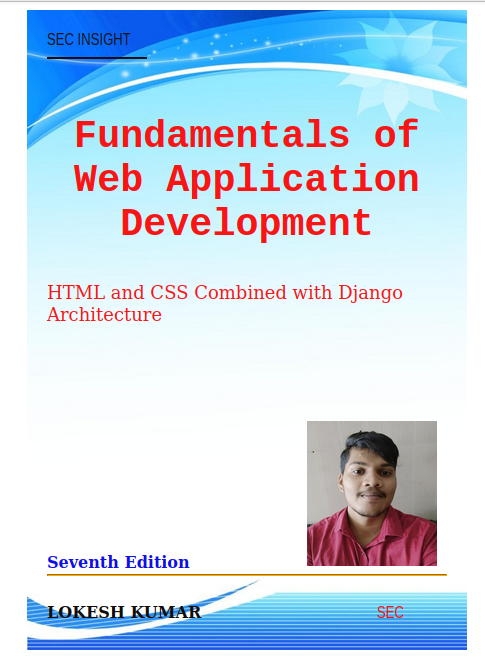 SEC INSIGHT
Fundamentals of
Web Application
Development
HTML and CSS Combined with Django
Architecture
Seventh Edition
LOKESH KUMAR
SEC